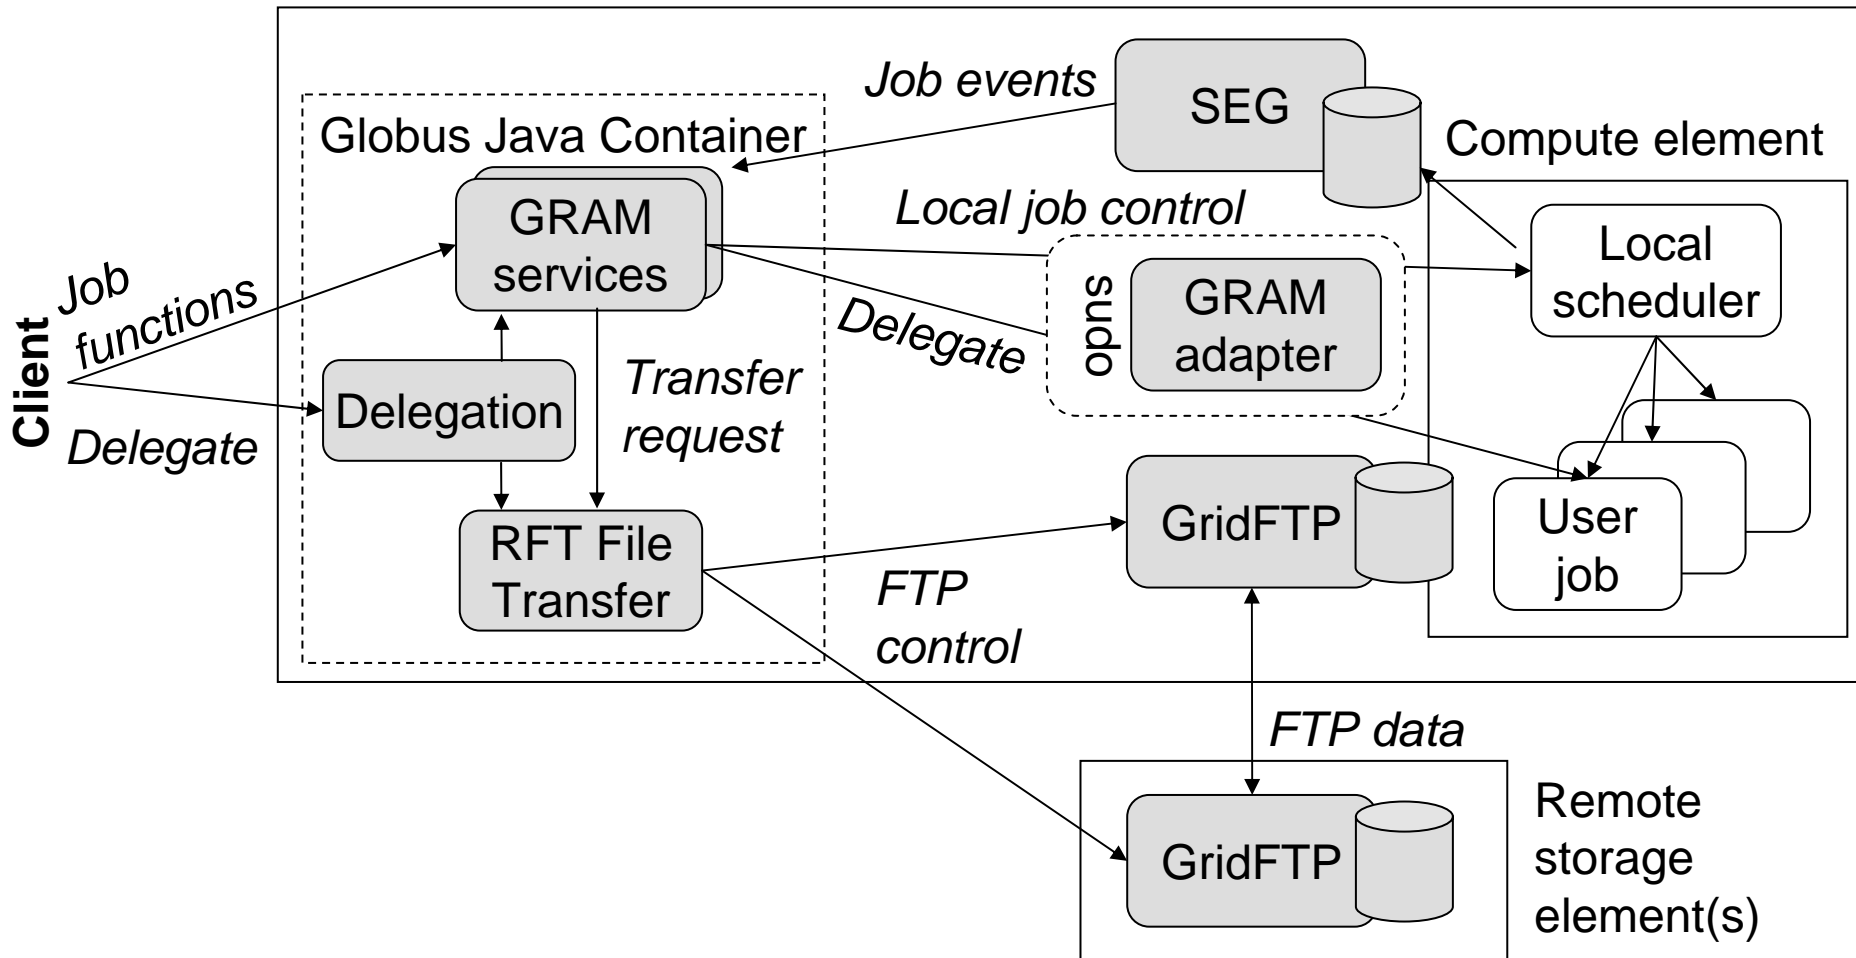 Job events
SEG
Globus Java Container
Compute element
GRAM
services
Local job control
Local
scheduler
sudo
GRAM
adapter
Delegate
Client
Job
functions
Delegate
Delegation
Transfer
request
RFT File
Transfer
FTP
control
GridFTP
User
job
FTP data
GridFTP
Remote
storage
element(s)